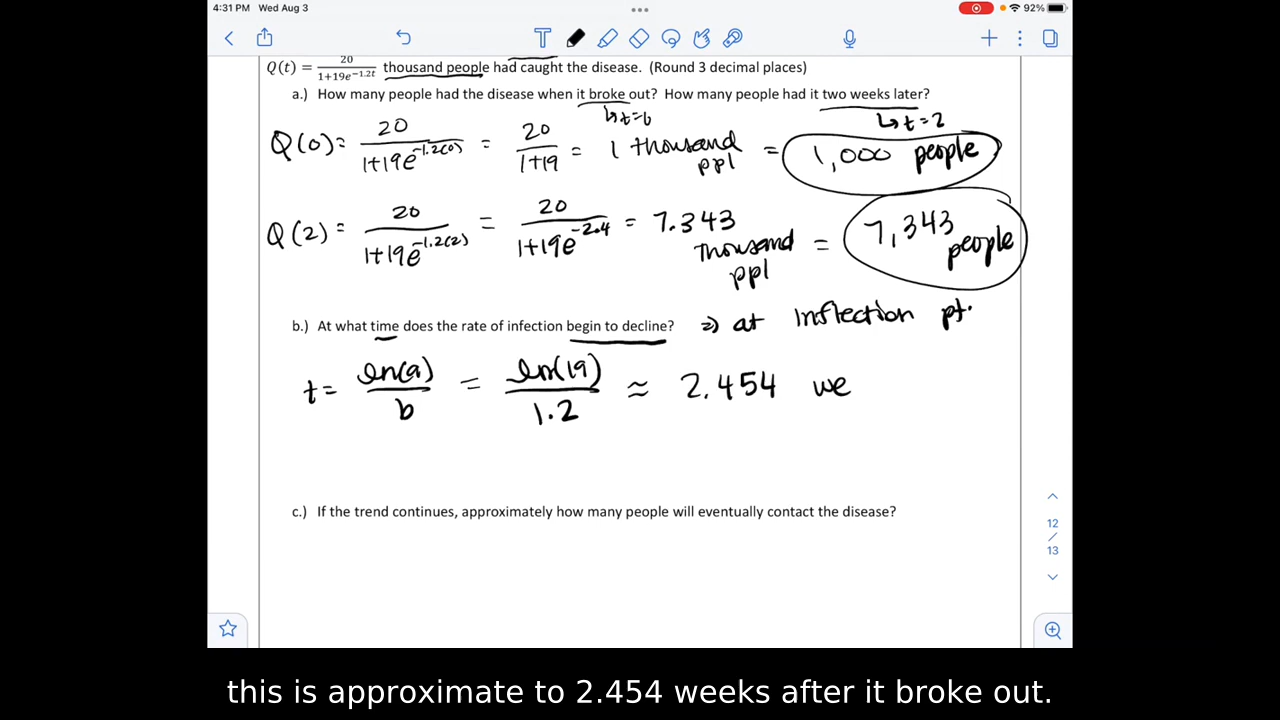 4:31 PM Wed Aug 3
92%
Q(t) = 20 / 1+19e^−1.2t thousand people had caught the disease. (Round 3 decimal places)
a.) How many people had the disease when it broke out? How many people had it two weeks later?
↳ t=0 ↳ t=2
Q(0) = 20 / 1+19e^-1.2(0) = 20 / 1+19 = 1 thousand ppl = 1,000 people
Q(2) = 20 / 1+19e^-1.2(2) = 20 / 1+19e^-2.4 = 7.343 thousand ppl = 7,343 people
b.) At what time does the rate of infection begin to decline? => at inflection pt.
t = ln(a) / b = ln(19) / 1.2 ≈ 2.454 we
c.) If the trend continues, approximately how many people will eventually contact the disease?
12
/
13
this is approximate to 2.454 weeks after it broke out.